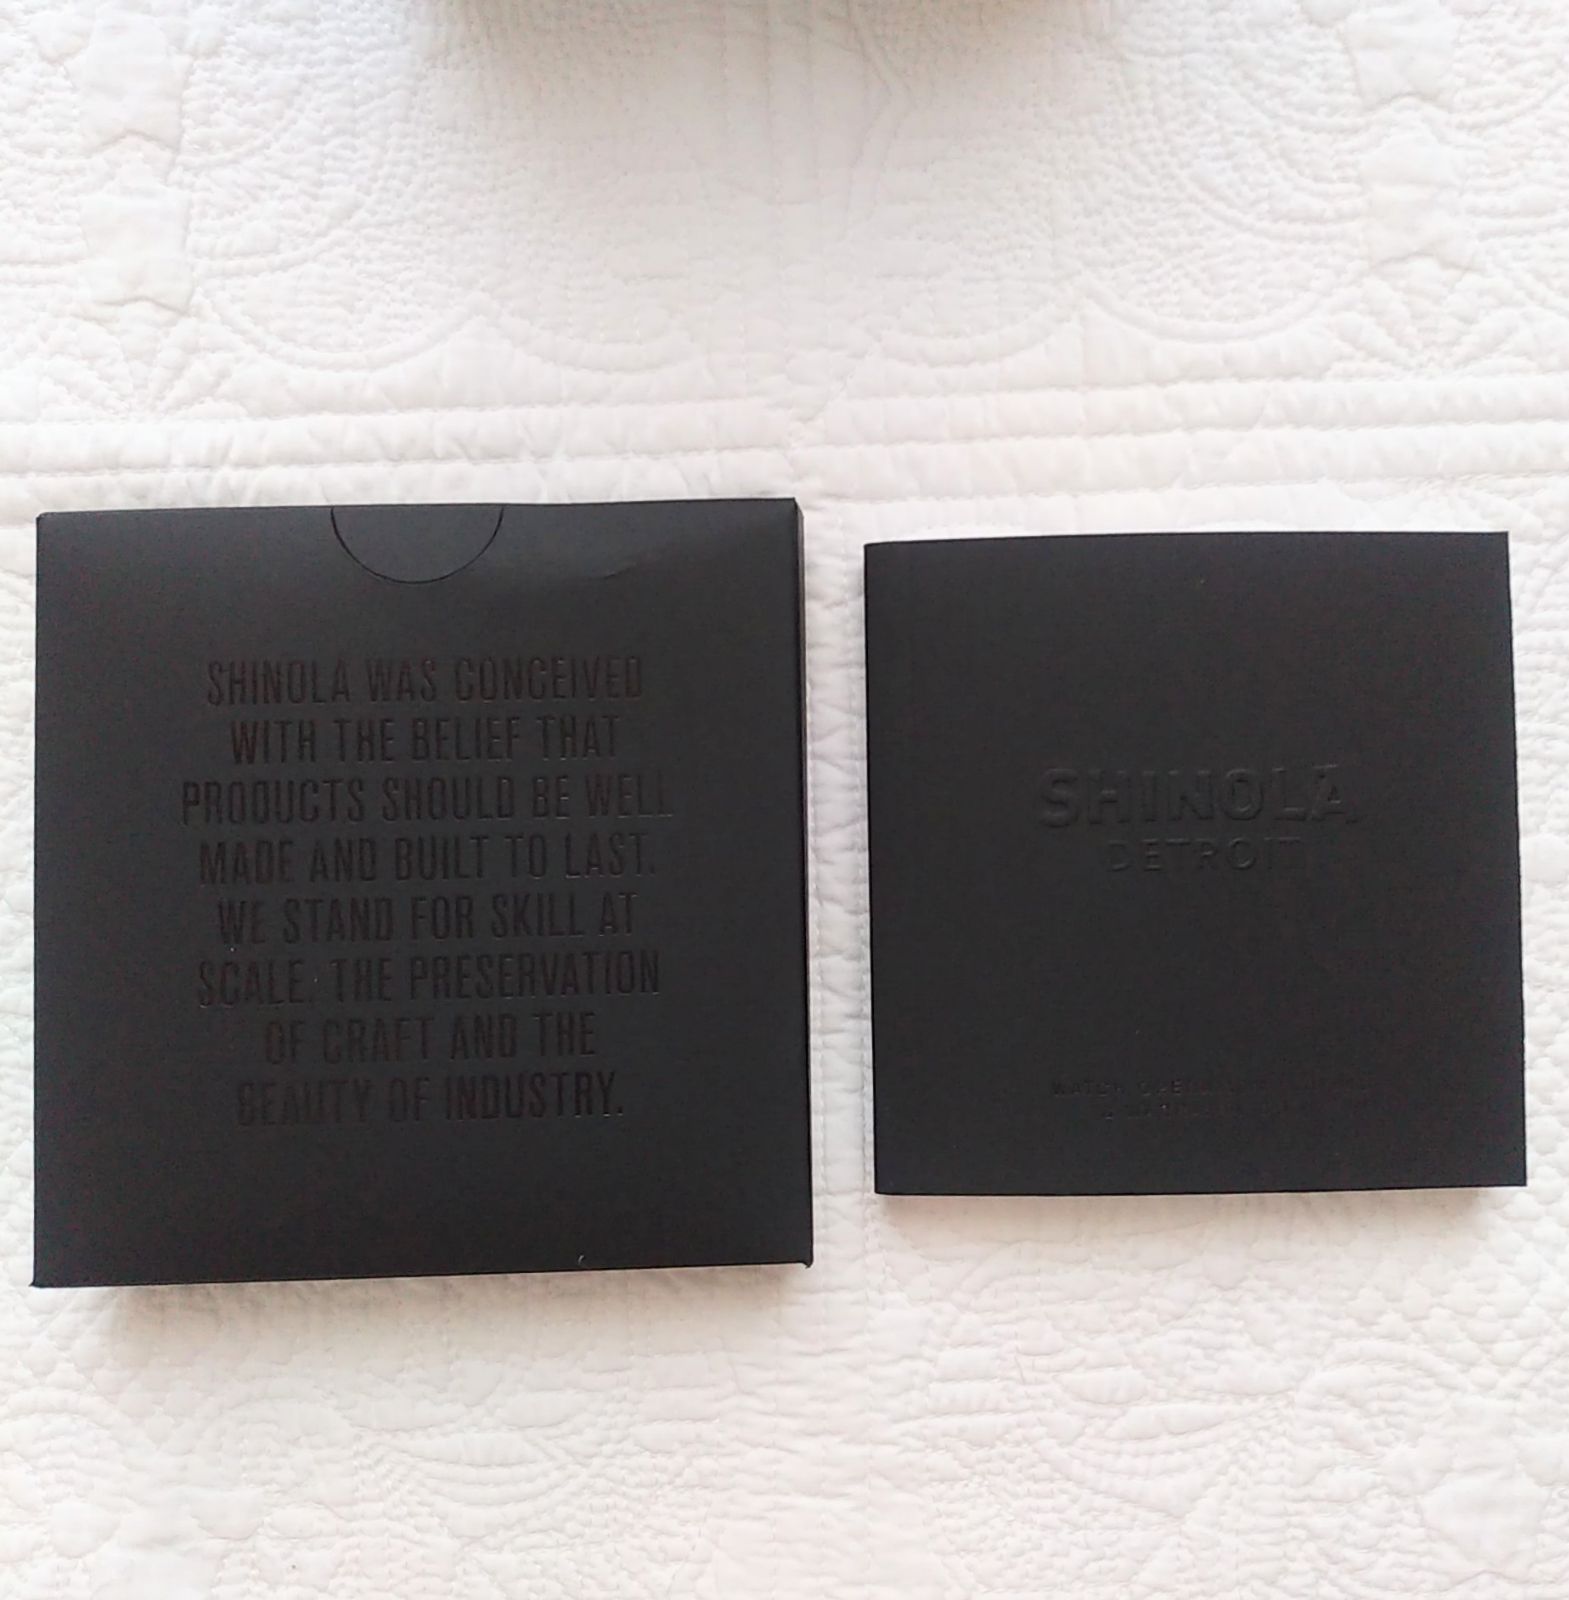 SHINOLA WAS CONCEIVED
WITH THE BELIEF THAT
PRODUCTS SHOULD BE WELL
MADE AND BUILT TO LAST.
WE STAND FOR SKILL AT
SCALE, THE PRESERVATION
OF CRAFT AND THE
BEAUTY OF INDUSTRY.
SHINOLA
DETROIT
WATCH